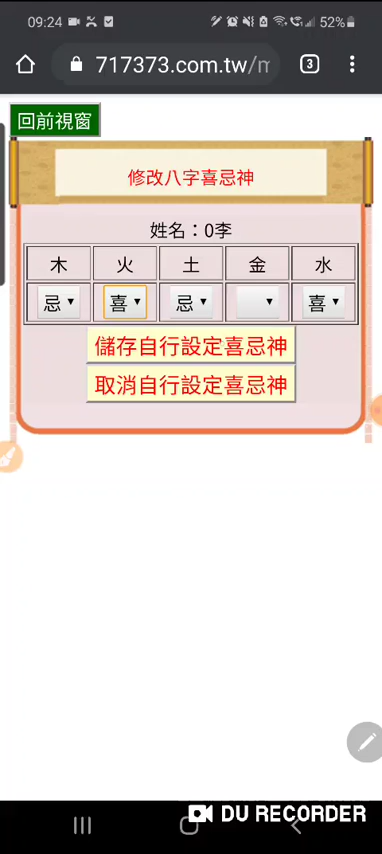 09:24 52%
717373.com.tw/m 3
回前視窗
修改八字喜忌神
姓名：0李
木 火 土 金 水
忌 喜 忌 喜
儲存自行設定喜忌神
取消自行設定喜忌神
DU RECORDER